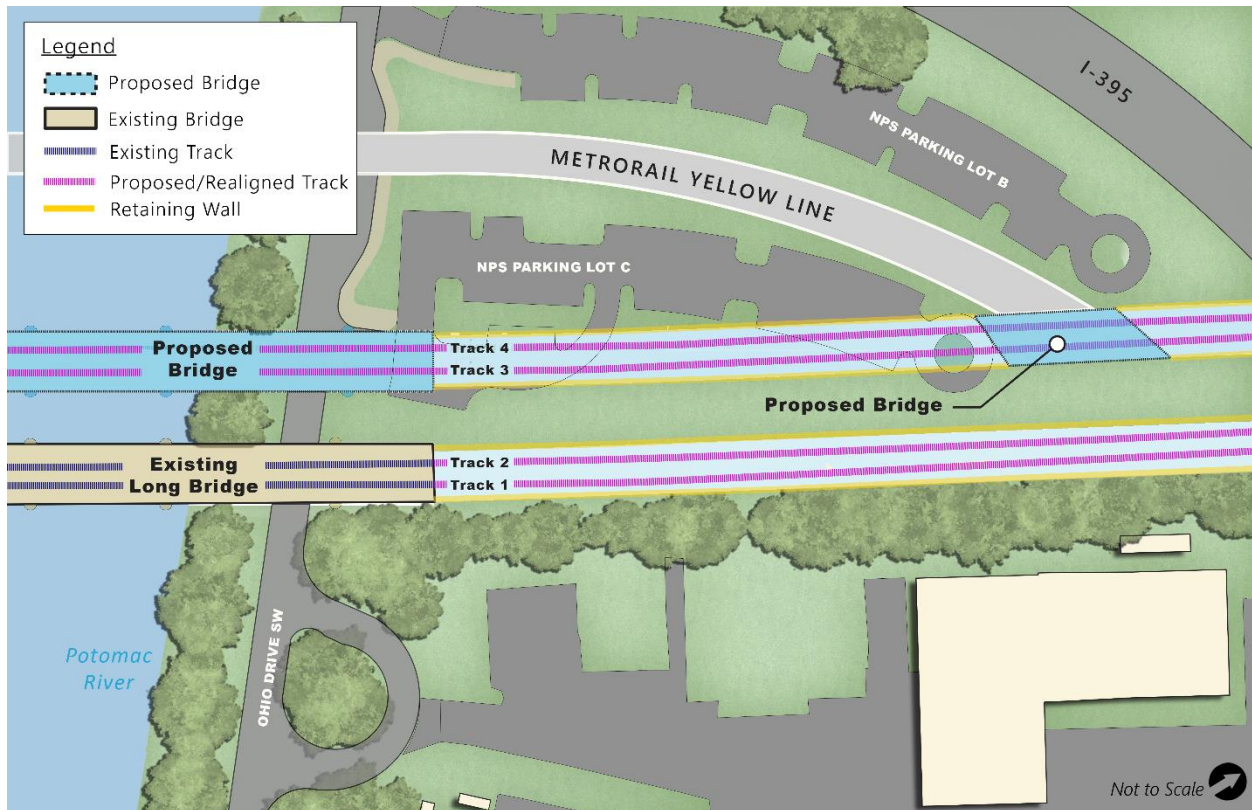 Legend
Proposed Bridge
Existing Bridge
Existing Track
Proposed/Realigned Track
Retaining Wall
I-395
NPS PARKING LOT B
METRORAIL YELLOW LINE
NPS PARKING LOT C
Proposed
Bridge
Track 4
Track 3
Proposed Bridge
Existing
Long Bridge
Track 2
Track 1
Potomac
River
OHIO DRIVE SW
Not to Scale